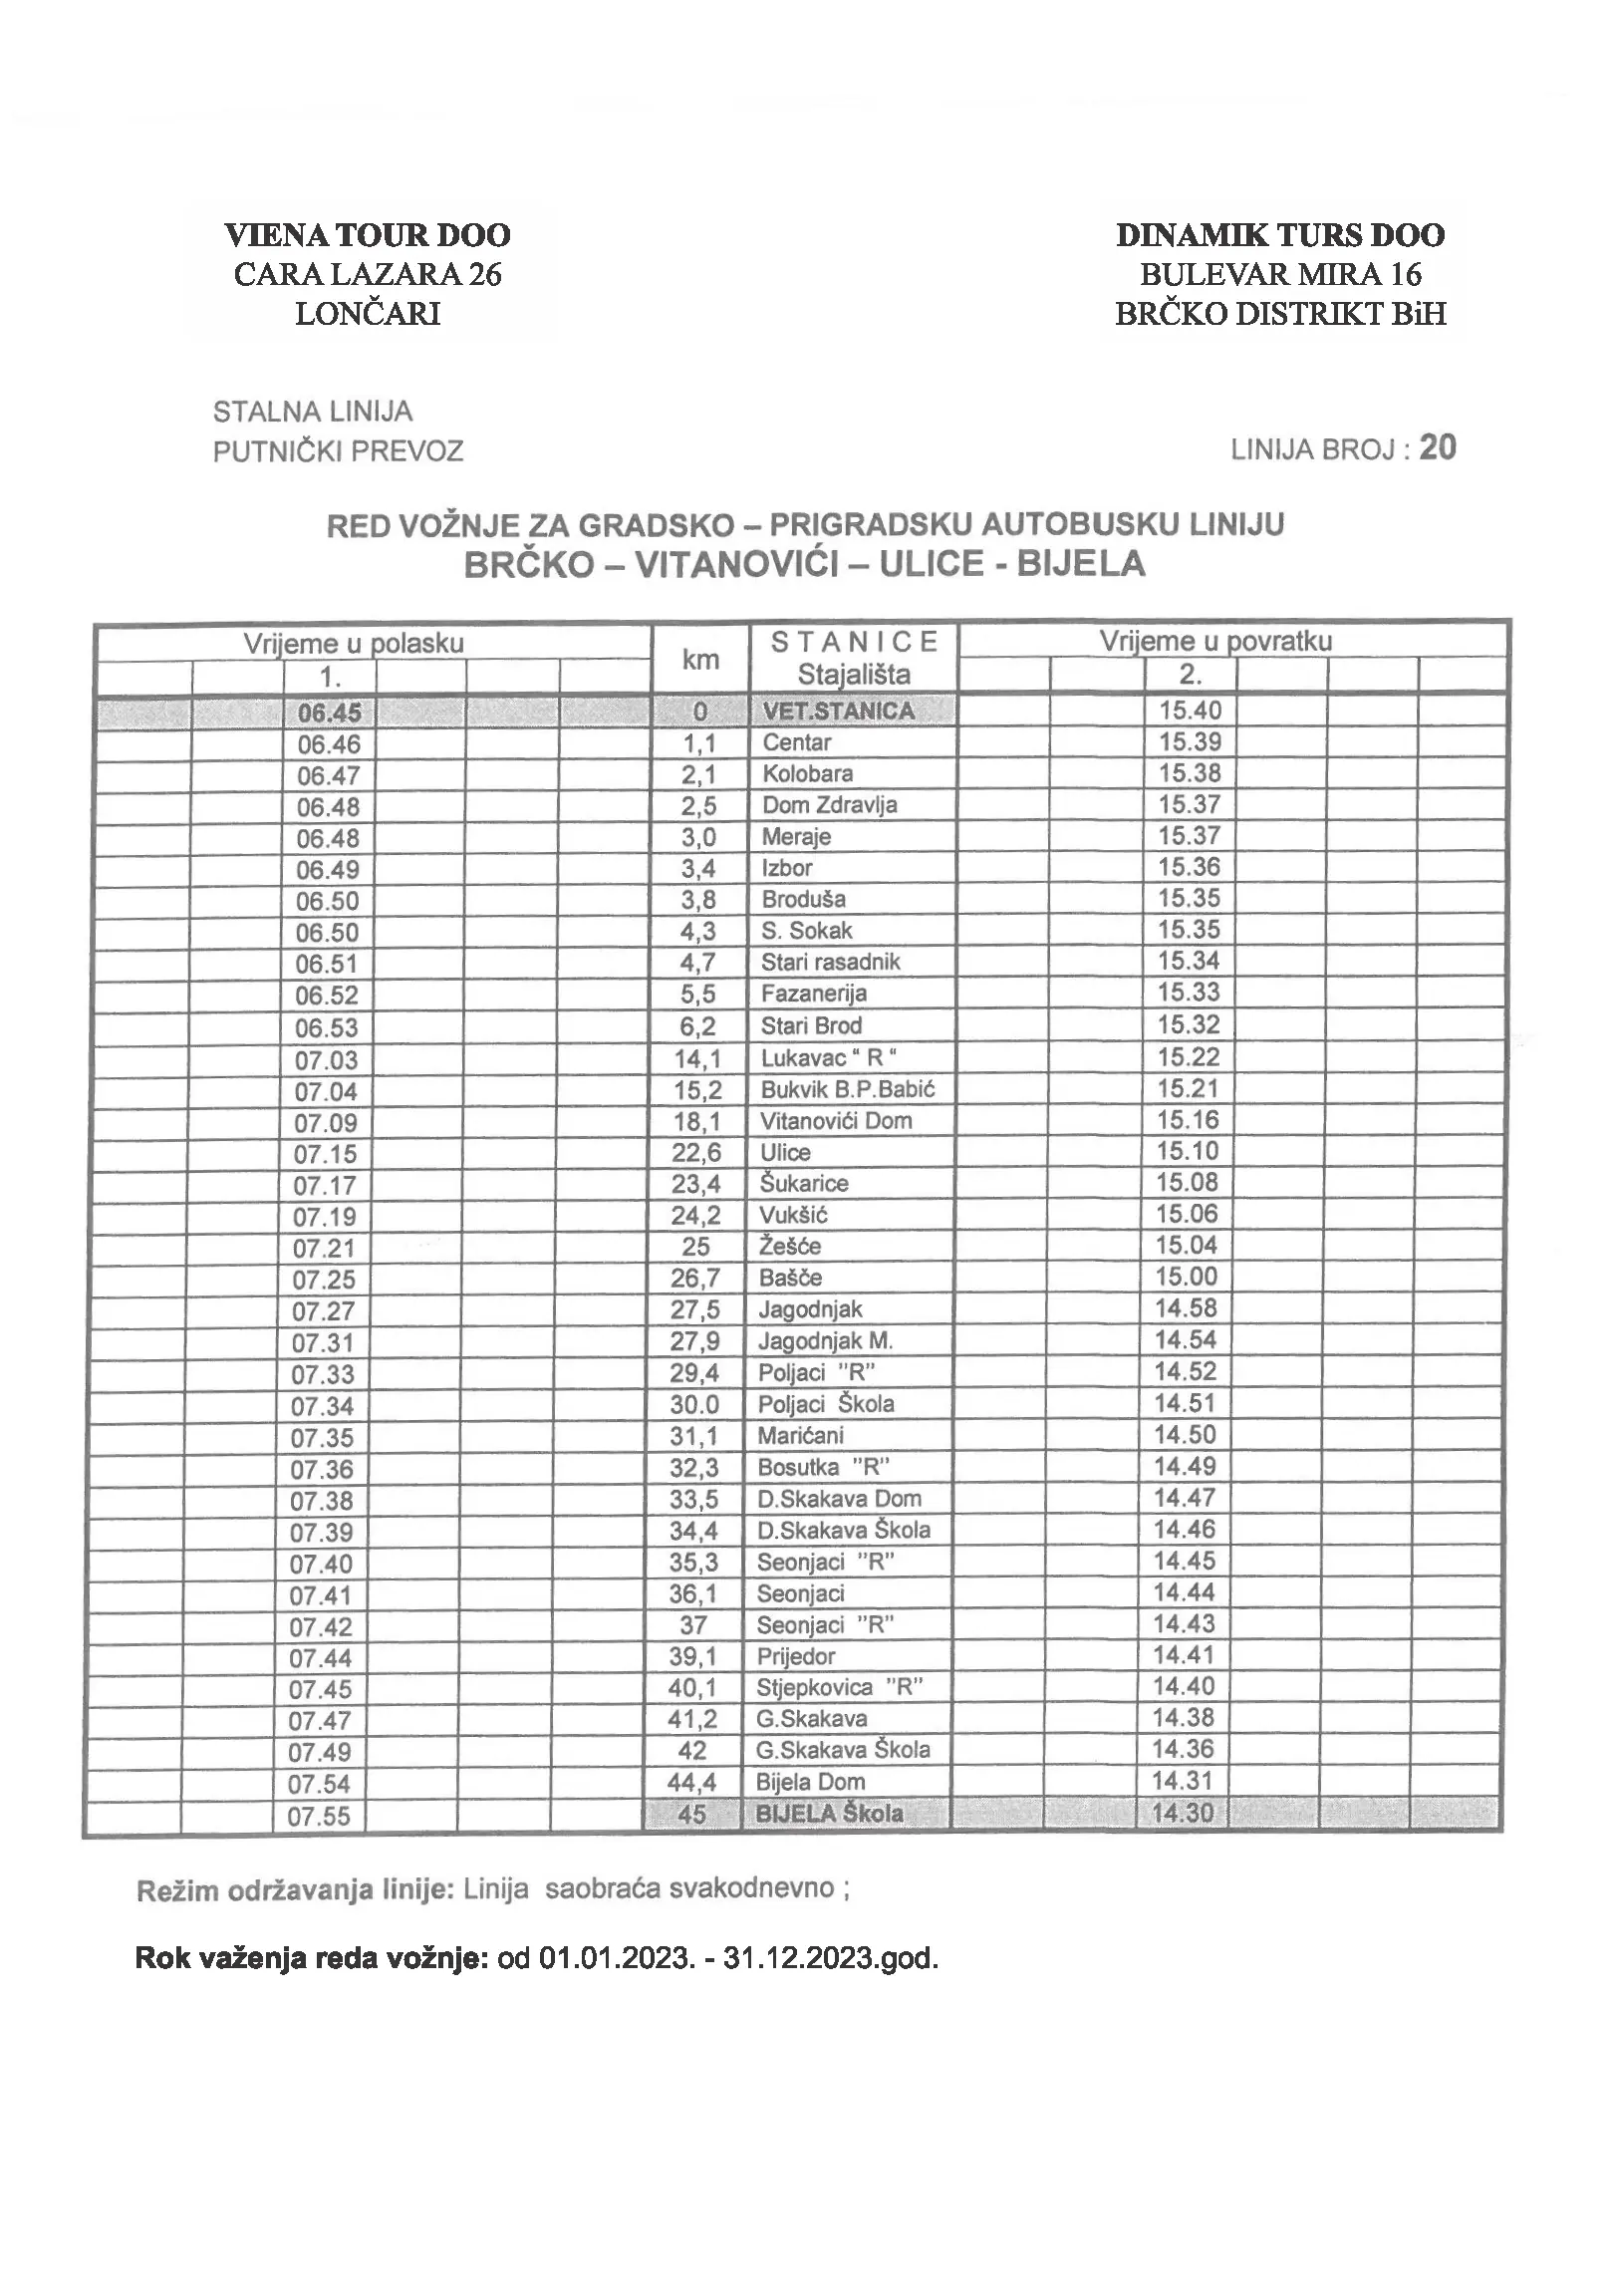 VIENA TOUR DOO
CARA LAZARA 26
LONČARI
DINAMIK TURS DOO
BULEVAR MIRA 16
BRČKO DISTRIKT BiH
STALNA LINIJA
PUTNIČKI PREVOZ
LINIJA BROJ : 20
RED VOŽNJE ZA GRADSKO – PRIGRADSKU AUTOBUSKU LINIJU
BRČKO – VITANOVIĆI – ULICE - BIJELA
Vrijeme u polasku km S T A N I C E Vrijeme u povratku
1. Stajališta 2.
06.45 0 VET.STANICA 15.40
06.46 1,1 Centar 15.39
06.47 2,1 Kolobara 15.38
06.48 2,5 Dom Zdravlja 15.37
06.48 3,0 Meraje 15.37
06.49 3,4 Izbor 15.36
06.50 3,8 Broduša 15.35
06.50 4,3 S. Sokak 15.35
06.51 4,7 Stari rasadnik 15.34
06.52 5,5 Fazanerija 15.33
06.53 6,2 Stari Brod 15.32
07.03 14,1 Lukavac “ R “ 15.22
07.04 15,2 Bukvik B.P.Babić 15.21
07.09 18,1 Vitanovići Dom 15.16
07.15 22,6 Ulice 15.10
07.17 23,4 Šukarice 15.08
07.19 24,2 Vukšić 15.06
07.21 25 Žešće 15.04
07.25 26,7 Bašče 15.00
07.27 27,5 Jagodnjak 14.58
07.31 27,9 Jagodnjak M. 14.54
07.33 29,4 Poljaci ”R” 14.52
07.34 30.0 Poljaci Škola 14.51
07.35 31,1 Marićani 14.50
07.36 32,3 Bosutka ”R” 14.49
07.38 33,5 D.Skakava Dom 14.47
07.39 34,4 D.Skakava Škola 14.46
07.40 35,3 Seonjaci ”R” 14.45
07.41 36,1 Seonjaci 14.44
07.42 37 Seonjaci ”R” 14.43
07.44 39,1 Prijedor 14.41
07.45 40,1 Stjepkovica ”R” 14.40
07.47 41,2 G.Skakava 14.38
07.49 42 G.Skakava Škola 14.36
07.54 44,4 Bijela Dom 14.31
07.55 45 BIJELA Škola 14.30
Režim održavanja linije: Linija saobraća svakodnevno ;
Rok važenja reda vožnje: od 01.01.2023. - 31.12.2023.god.